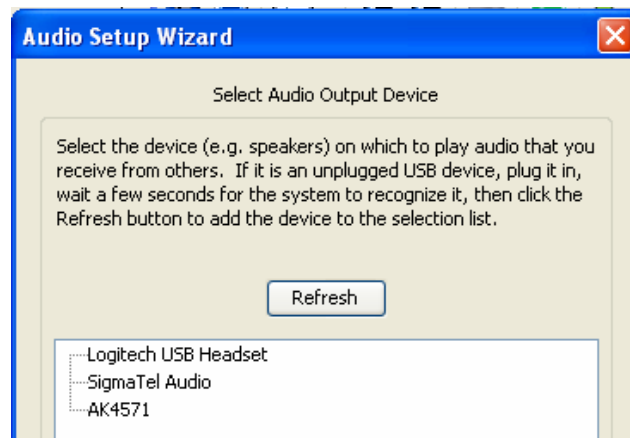 Audio Setup Wizard
Select Audio Output Device
Select the device (e.g. speakers) on which to play audio that you
receive from others.  If it is an unplugged USB device, plug it in,
wait a few seconds for the system to recognize it, then click the
Refresh button to add the device to the selection list.
Refresh
Logitech USB Headset
SigmaTel Audio
AK4571